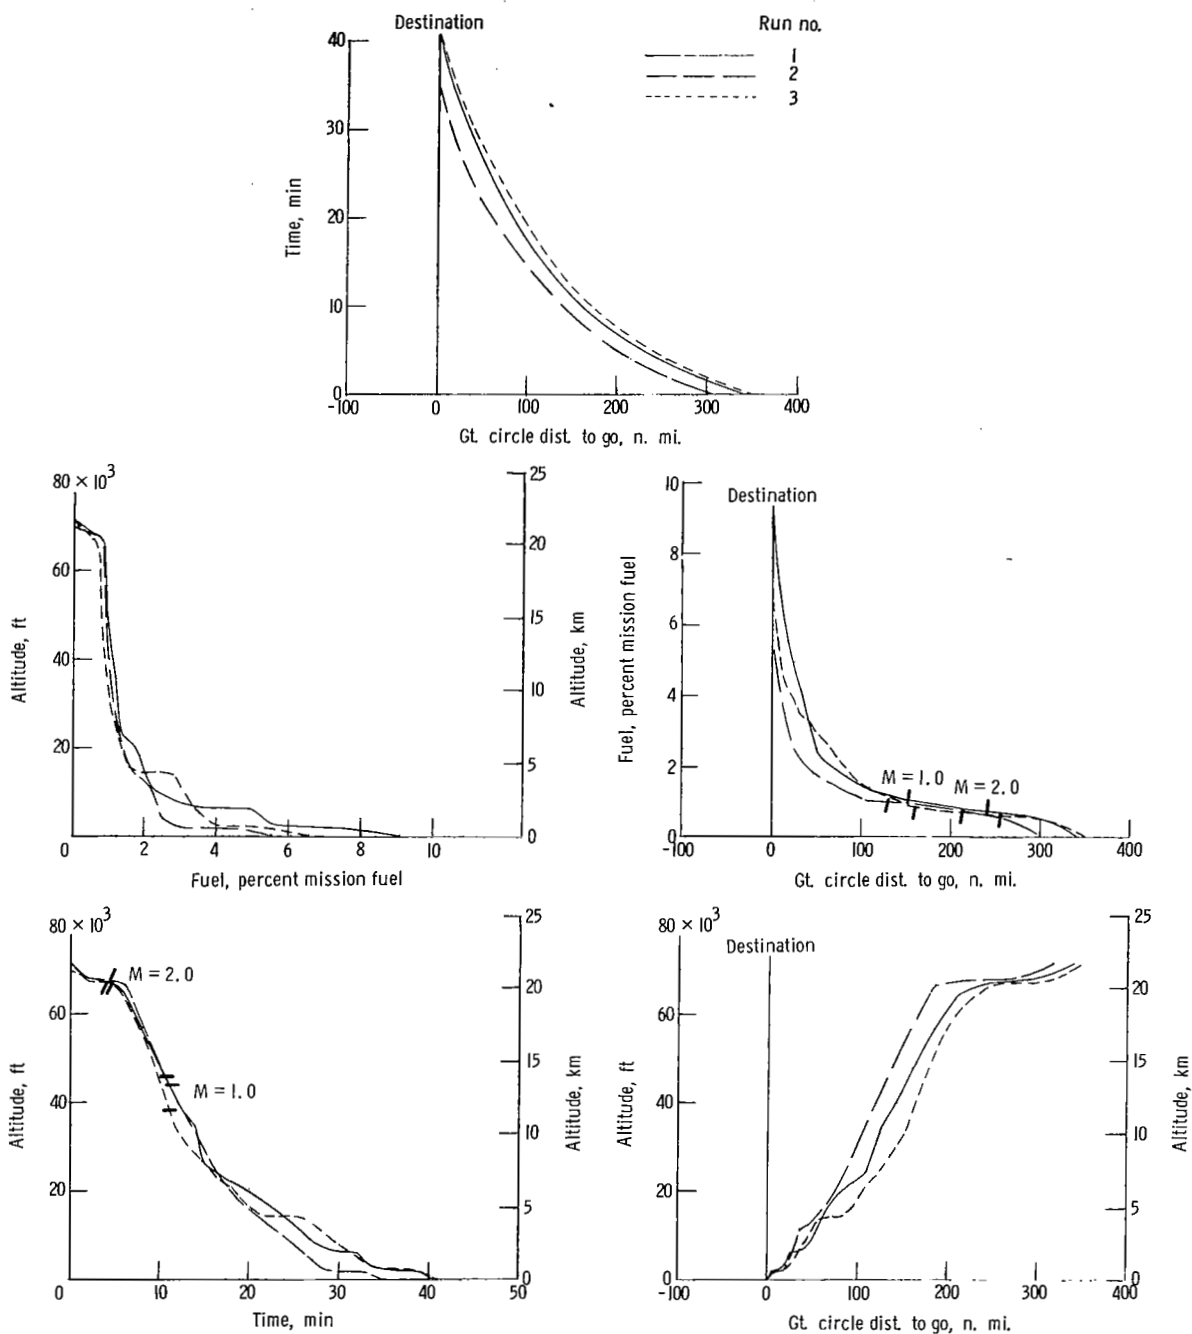 Destination
Run no.
1
2
3
40
30
20
10
0
Time, min
-100 0 100 200 300 400
Gt. circle dist. to go, n. mi.
80 × 10³
60
40
20
Altitude, ft
25
20
15
10
5
0
Altitude, km
0 2 4 6 8 10
Fuel, percent mission fuel
10
8
6
4
2
0
Fuel, percent mission fuel
Destination
M = 1.0
M = 2.0
-100 0 100 200 300 400
Gt. circle dist. to go, n. mi.
80 × 10³
60
40
20
0
Altitude, ft
M = 2.0
M = 1.0
25
20
15
10
5
0
Altitude, km
0 10 20 30 40 50
Time, min
80 × 10³
60
40
20
0
Altitude, ft
Destination
25
20
15
10
5
0
Altitude, km
-100 0 100 200 300 400
Gt. circle dist. to go, n. mi.